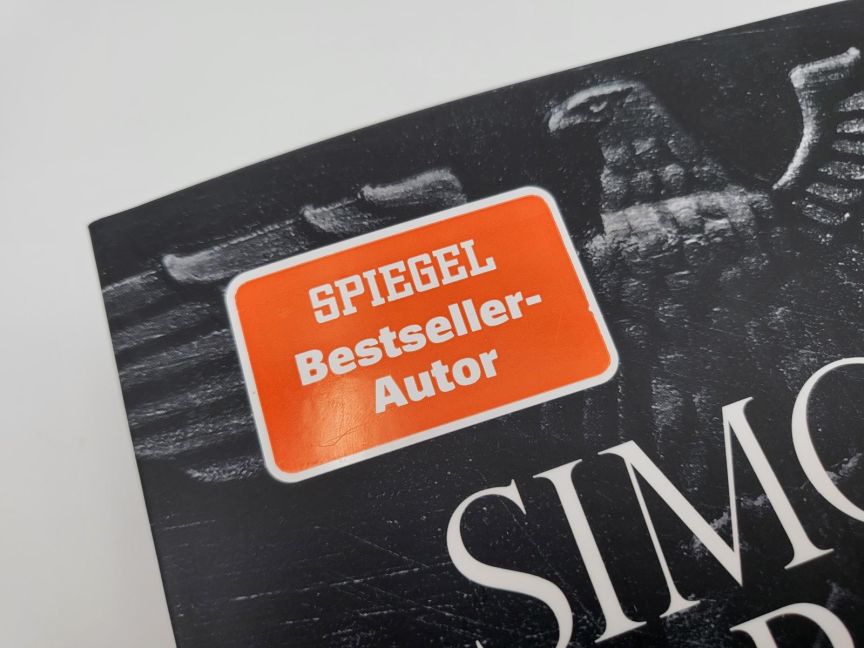 SPIEGEL
Bestseller-
Autor
SIMO